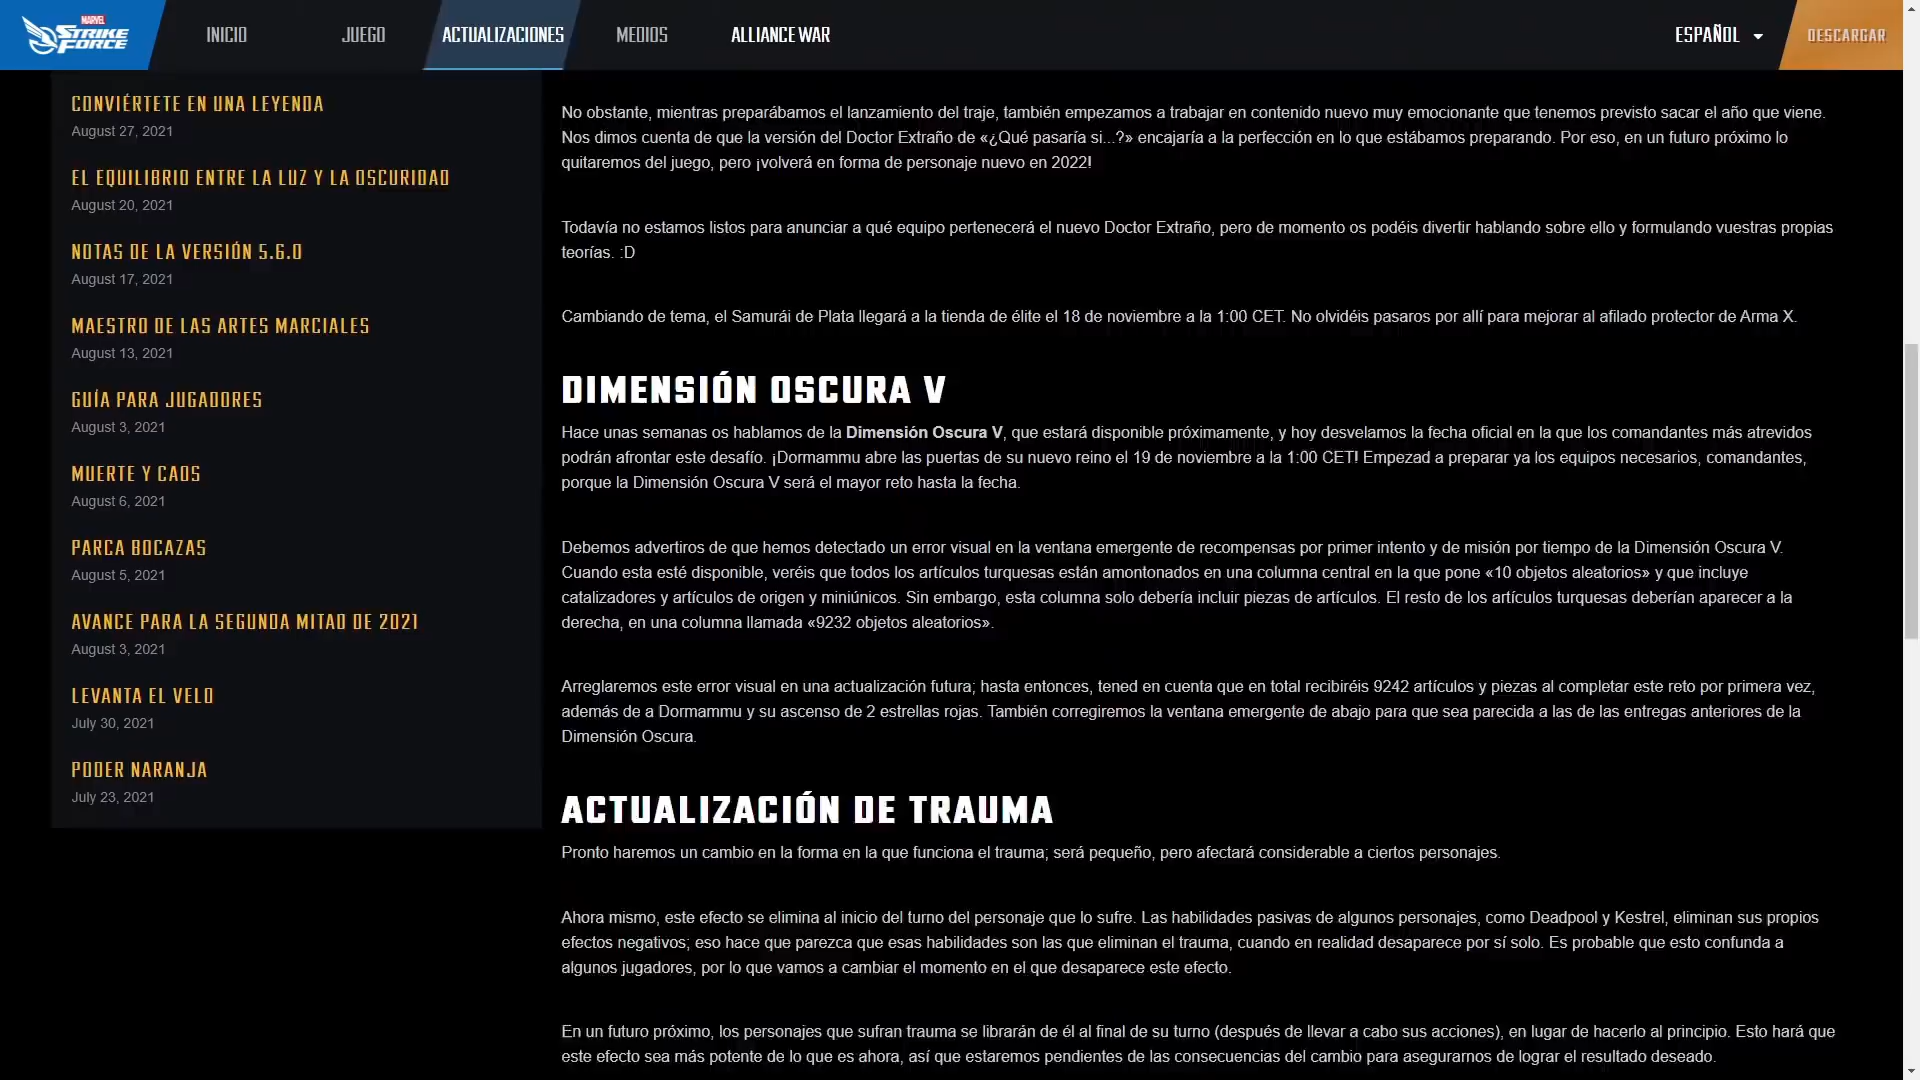 MARVEL
STRIKE
FORCE
INICIO
JUEGO
ACTUALIZACIONES
MEDIOS
ALLIANCE WAR
ESPAÑOL
DESCARGAR
CONVIÉRTETE EN UNA LEYENDA
August 27, 2021
EL EQUILIBRIO ENTRE LA LUZ Y LA OSCURIDAD
August 20, 2021
NOTAS DE LA VERSIÓN 5.6.0
August 17, 2021
MAESTRO DE LAS ARTES MARCIALES
August 13, 2021
GUÍA PARA JUGADORES
August 3, 2021
MUERTE Y CAOS
August 6, 2021
PARCA BOCAZAS
August 5, 2021
AVANCE PARA LA SEGUNDA MITAD DE 2021
August 3, 2021
LEVANTA EL VELO
July 30, 2021
PODER NARANJA
July 23, 2021
No obstante, mientras preparábamos el lanzamiento del traje, también empezamos a trabajar en contenido nuevo muy emocionante que tenemos previsto sacar el año que viene.
Nos dimos cuenta de que la versión del Doctor Extraño de «¿Qué pasaría si...?» encajaría a la perfección en lo que estábamos preparando. Por eso, en un futuro próximo lo
quitaremos del juego, pero ¡volverá en forma de personaje nuevo en 2022!
Todavía no estamos listos para anunciar a qué equipo pertenecerá el nuevo Doctor Extraño, pero de momento os podéis divertir hablando sobre ello y formulando vuestras propias
teorías. :D
Cambiando de tema, el Samurái de Plata llegará a la tienda de élite el 18 de noviembre a la 1:00 CET. No olvidéis pasaros por allí para mejorar al afilado protector de Arma X.
DIMENSIÓN OSCURA V
Hace unas semanas os hablamos de la Dimensión Oscura V, que estará disponible próximamente, y hoy desvelamos la fecha oficial en la que los comandantes más atrevidos
podrán afrontar este desafío. ¡Dormammu abre las puertas de su nuevo reino el 19 de noviembre a la 1:00 CET! Empezad a preparar ya los equipos necesarios, comandantes,
porque la Dimensión Oscura V será el mayor reto hasta la fecha.
Debemos advertiros de que hemos detectado un error visual en la ventana emergente de recompensas por primer intento y de misión por tiempo de la Dimensión Oscura V.
Cuando esta esté disponible, veréis que todos los artículos turquesas están amontonados en una columna central en la que pone «10 objetos aleatorios» y que incluye
catalizadores y artículos de origen y miniúnicos. Sin embargo, esta columna solo debería incluir piezas de artículos. El resto de los artículos turquesas deberían aparecer a la
derecha, en una columna llamada «9232 objetos aleatorios».
Arreglaremos este error visual en una actualización futura; hasta entonces, tened en cuenta que en total recibiréis 9242 artículos y piezas al completar este reto por primera vez,
además de a Dormammu y su ascenso de 2 estrellas rojas. También corregiremos la ventana emergente de abajo para que sea parecida a las de las entregas anteriores de la
Dimensión Oscura.
ACTUALIZACIÓN DE TRAUMA
Pronto haremos un cambio en la forma en la que funciona el trauma; será pequeño, pero afectará considerable a ciertos personajes.
Ahora mismo, este efecto se elimina al inicio del turno del personaje que lo sufre. Las habilidades pasivas de algunos personajes, como Deadpool y Kestrel, eliminan sus propios
efectos negativos; eso hace que parezca que esas habilidades son las que eliminan el trauma, cuando en realidad desaparece por sí solo. Es probable que esto confunda a
algunos jugadores, por lo que vamos a cambiar el momento en el que desaparece este efecto.
En un futuro próximo, los personajes que sufran trauma se librarán de él al final de su turno (después de llevar a cabo sus acciones), en lugar de hacerlo al principio. Esto hará que
este efecto sea más potente de lo que es ahora, así que estaremos pendientes de las consecuencias del cambio para asegurarnos de lograr el resultado deseado.